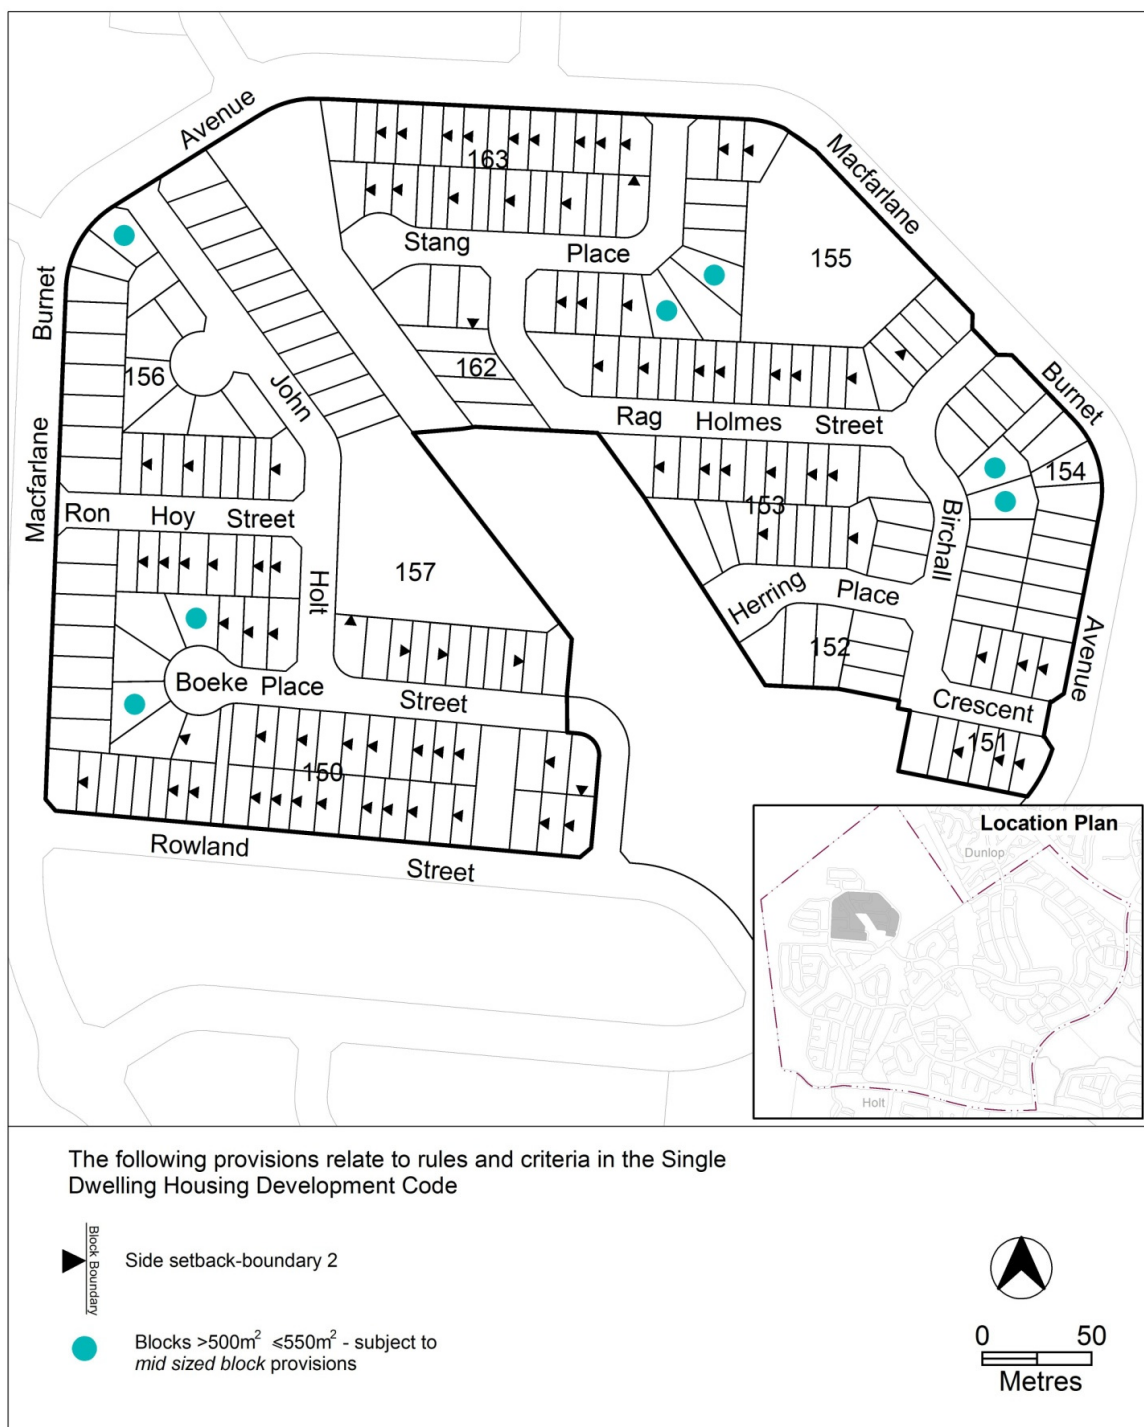 Avenue
Macfarlane
163
Stang Place
155
Burnet
162
156
John
Rag Holmes Street
Burnet
154
Macfarlane
Ron Hoy Street
153
Birchall
157
Holt
Herring Place
152
Avenue
Boeke Place
Street
Crescent
151
150
Rowland Street
Location Plan
Dunlop
Holt
The following provisions relate to rules and criteria in the Single
Dwelling Housing Development Code
Block Boundary
Side setback-boundary 2
Blocks >500m² ≤550m² - subject to
mid sized block provisions
0 50
Metres